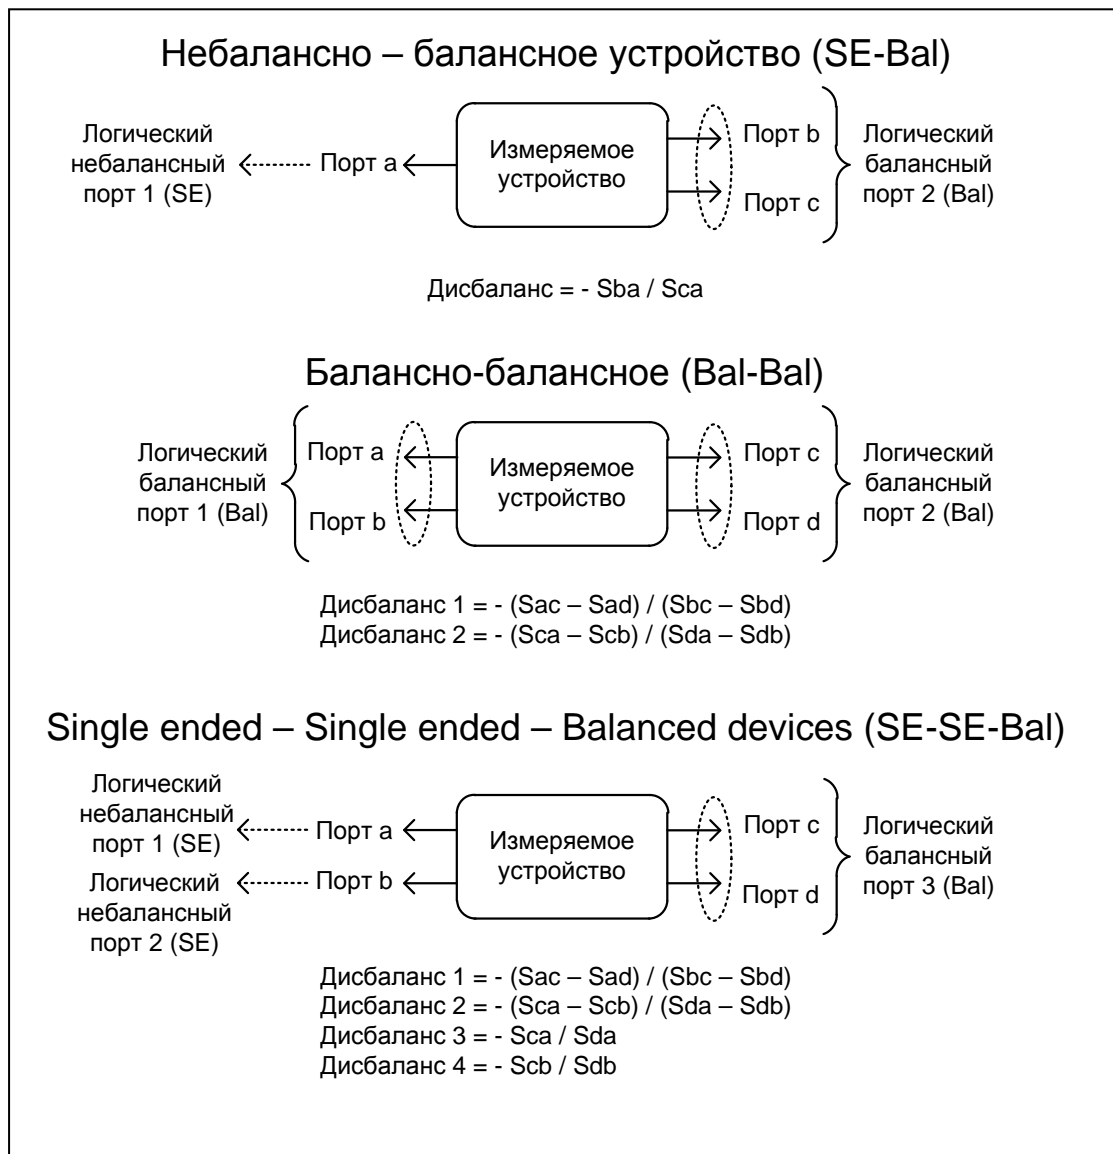 Небалансно – балансное устройство (SE-Bal)
Логический
небалансный
порт 1 (SE)
Порт a
Измеряемое
устройство
Порт b
Порт c
Логический
балансный
порт 2 (Bal)
Дисбаланс = - Sba / Sca
Балансно-балансное (Bal-Bal)
Логический
балансный
порт 1 (Bal)
Порт a
Порт b
Измеряемое
устройство
Порт c
Порт d
Логический
балансный
порт 2 (Bal)
Дисбаланс 1 = - (Sac – Sad) / (Sbc – Sbd)
Дисбаланс 2 = - (Sca – Scb) / (Sda – Sdb)
Single ended – Single ended – Balanced devices (SE-SE-Bal)
Логический
небалансный
порт 1 (SE)
Порт a
Логический
небалансный
порт 2 (SE)
Порт b
Измеряемое
устройство
Порт c
Порт d
Логический
балансный
порт 3 (Bal)
Дисбаланс 1 = - (Sac – Sad) / (Sbc – Sbd)
Дисбаланс 2 = - (Sca – Scb) / (Sda – Sdb)
Дисбаланс 3 = - Sca / Sda
Дисбаланс 4 = - Scb / Sdb